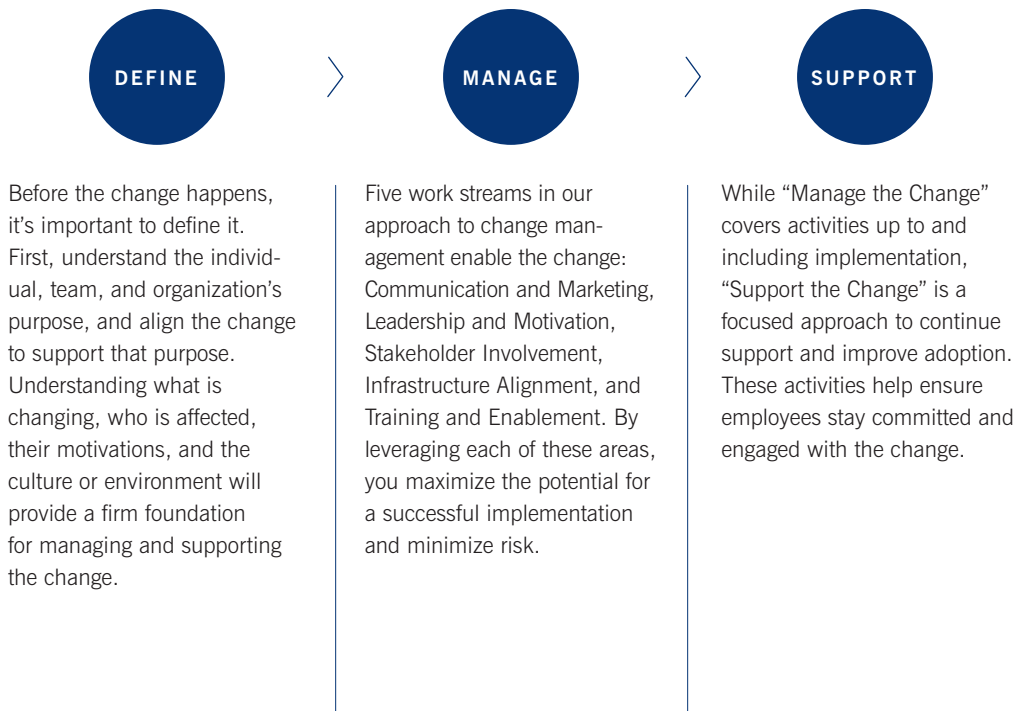 DEFINE
Before the change happens,
it’s important to define it.
First, understand the individ-
ual, team, and organization’s
purpose, and align the change
to support that purpose.
Understanding what is
changing, who is affected,
their motivations, and the
culture or environment will
provide a firm foundation
for managing and supporting
the change.
MANAGE
Five work streams in our
approach to change man-
agement enable the change:
Communication and Marketing,
Leadership and Motivation,
Stakeholder Involvement,
Infrastructure Alignment, and
Training and Enablement. By
leveraging each of these areas,
you maximize the potential for
a successful implementation
and minimize risk.
SUPPORT
While “Manage the Change”
covers activities up to and
including implementation,
“Support the Change” is a
focused approach to continue
support and improve adoption.
These activities help ensure
employees stay committed and
engaged with the change.